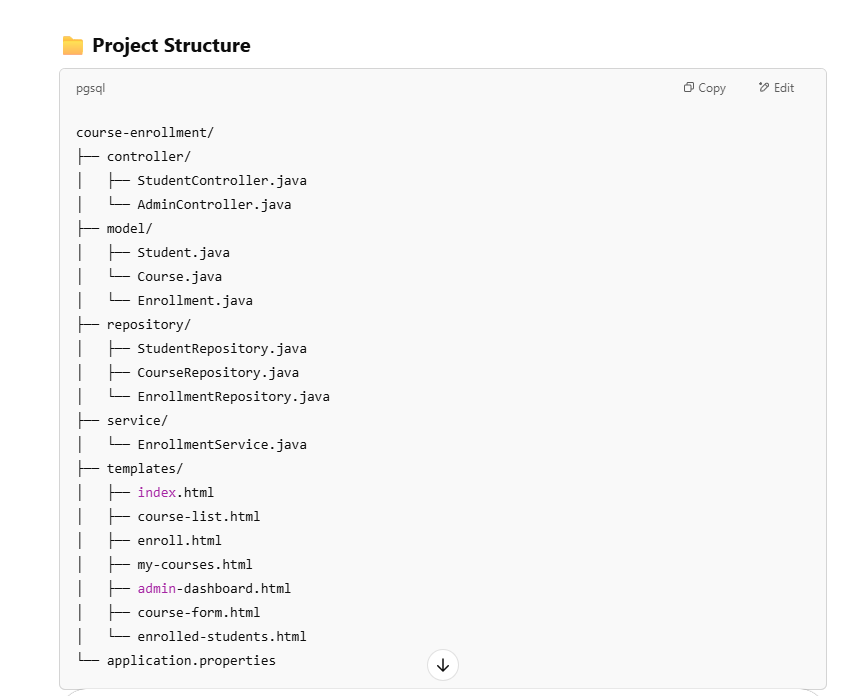 📁 Project Structure
pgsql
Copy
Edit
course-enrollment/
├── controller/
│   ├── StudentController.java
│   └── AdminController.java
├── model/
│   ├── Student.java
│   └── Course.java
│   └── Enrollment.java
├── repository/
│   ├── StudentRepository.java
│   ├── CourseRepository.java
│   └── EnrollmentRepository.java
├── service/
│   └── EnrollmentService.java
├── templates/
│   ├── index.html
│   ├── course-list.html
│   ├── enroll.html
│   ├── my-courses.html
│   ├── admin-dashboard.html
│   ├── course-form.html
│   └── enrolled-students.html
└── application.properties